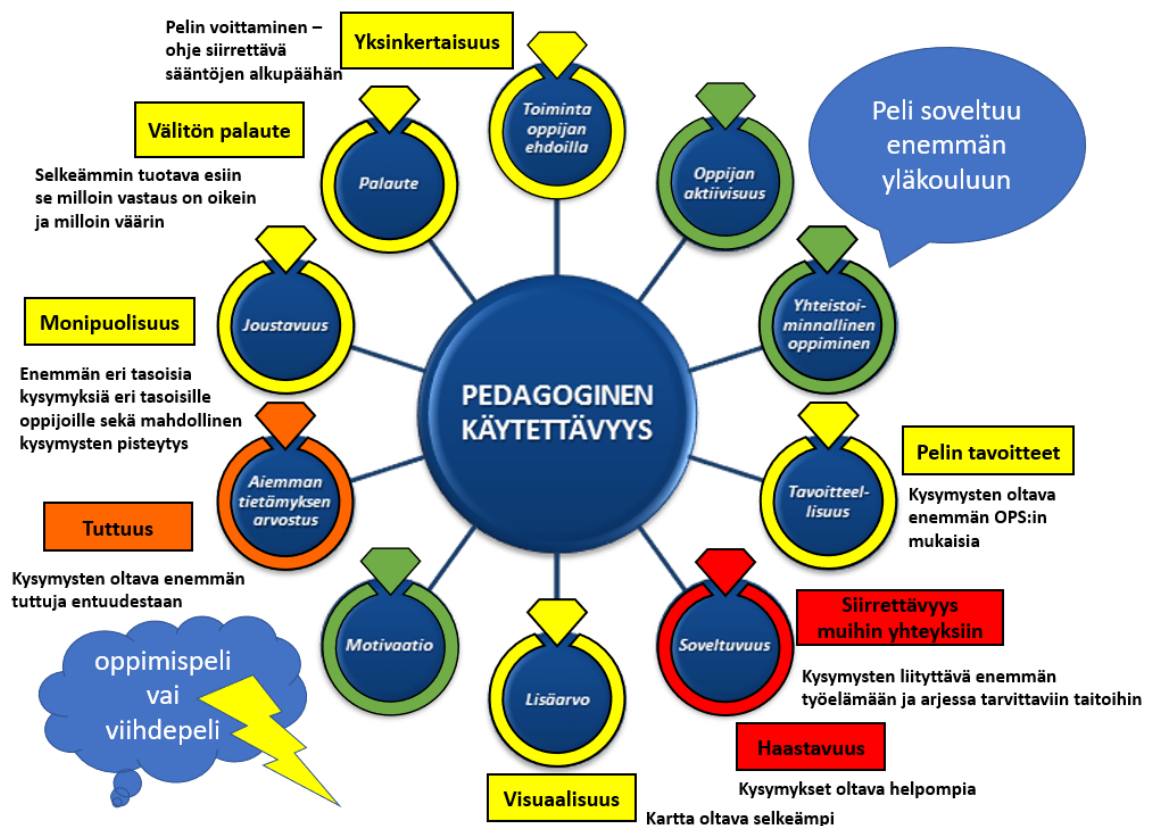 Pelin voittaminen –
ohje siirrettävä
sääntöjen alkupäähän
Yksinkertaisuus
Toiminta
oppijan
ehdoilla
Välitön palaute
Selkeämmin tuotava esiin
se milloin vastaus on oikein
ja milloin väärin
Palaute
Oppijan
aktiivisuus
Peli soveltuu
enemmän
yläkouluun
Monipuolisuus
Enemmän eri tasoisia
kysymyksiä eri tasoisille
oppijoille sekä mahdollinen
kysymysten pisteytys
Joustavuus
Yhteistoi-
minnallinen
oppiminen
PEDAGOGINEN
KÄYTETTÄVYYS
Pelin tavoitteet
Kysymysten oltava
enemmän OPS:in
mukaisia
Tavoitteel-
lisuus
Aiemman
tietämyksen
arvostus
Tuttuus
Kysymysten oltava enemmän
tuttuja entuudestaan
Motivaatio
Soveltuvuus
Siirrettävyys
muihin yhteyksiin
Kysymysten liityttävä enemmän
työelämään ja arjessa tarvittaviin taitoihin
oppimispeli
vai
viihdepeli
Lisäarvo
Haastavuus
Kysymykset oltava helpompia
Visuaalisuus
Kartta oltava selkeämpi